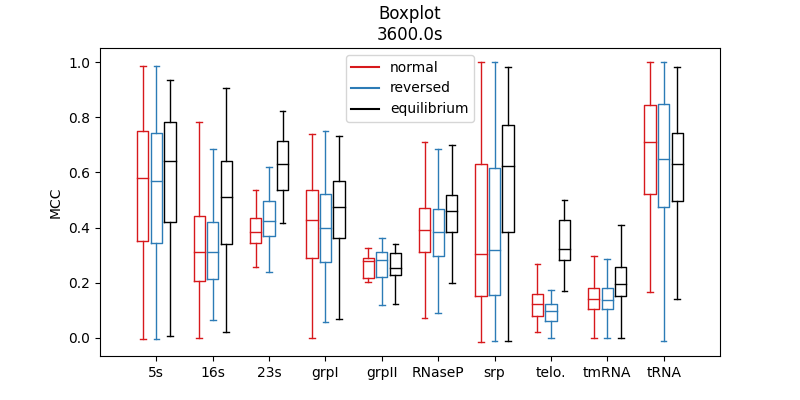 Boxplot
3600.0s
normal
reversed
equilibrium
MCC
1.0
0.8
0.6
0.4
0.2
0.0
5s 16s 23s grpI grpII RNaseP srp telo. tmRNA tRNA